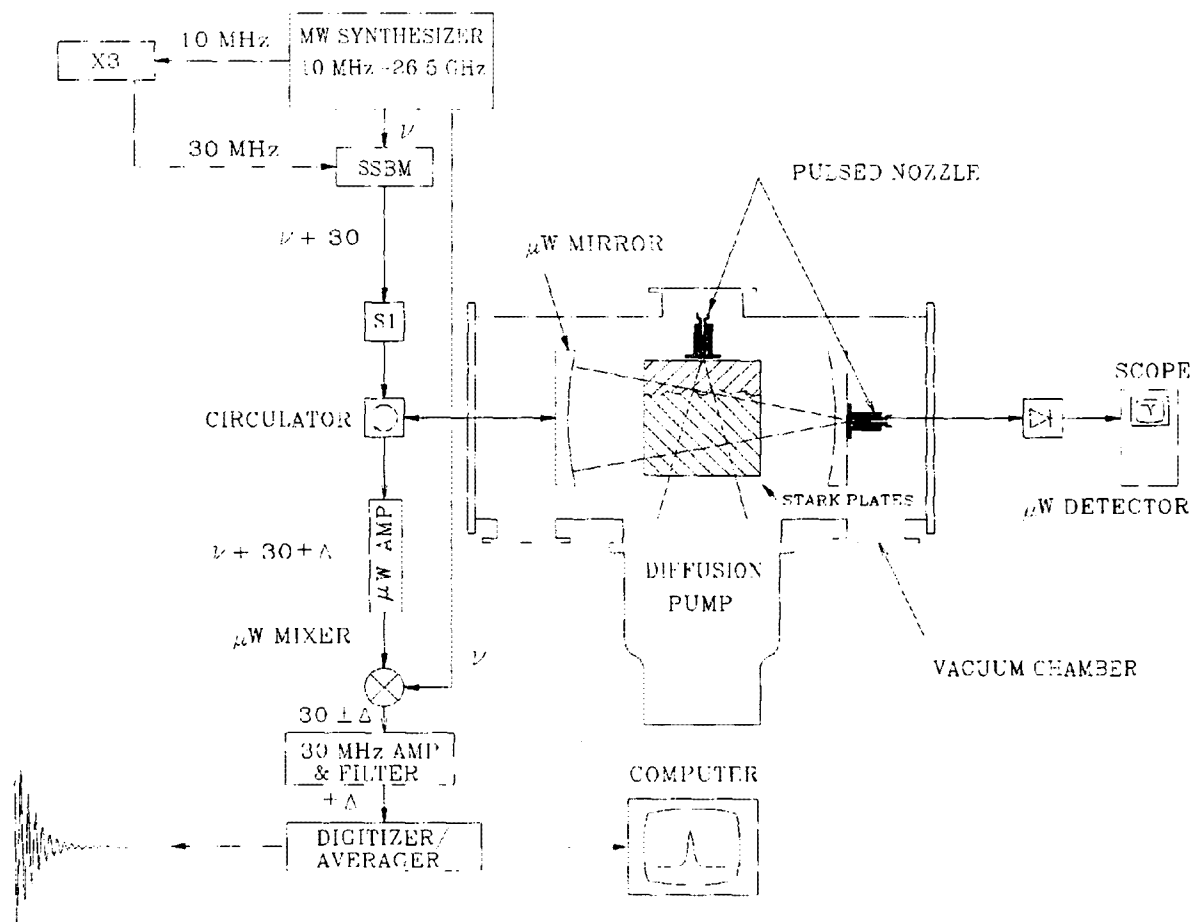 MW SYNTHESIZER
10 MHz -26 5 GHz
10 MHz
X3
ν
30 MHz
SSBM
ν + 30
S1
CIRCULATOR
ν + 30 + Δ
μW AMP
μW MIXER
ν
30 ± Δ
30 MHz AMP
& FILTER
+ Δ
DIGITIZER/
AVERAGER
PULSED NOZZLE
μW MIRROR
STARK PLATES
DIFFUSION
PUMP
VACUUM CHAMBER
SCOPE
μW DETECTOR
COMPUTER